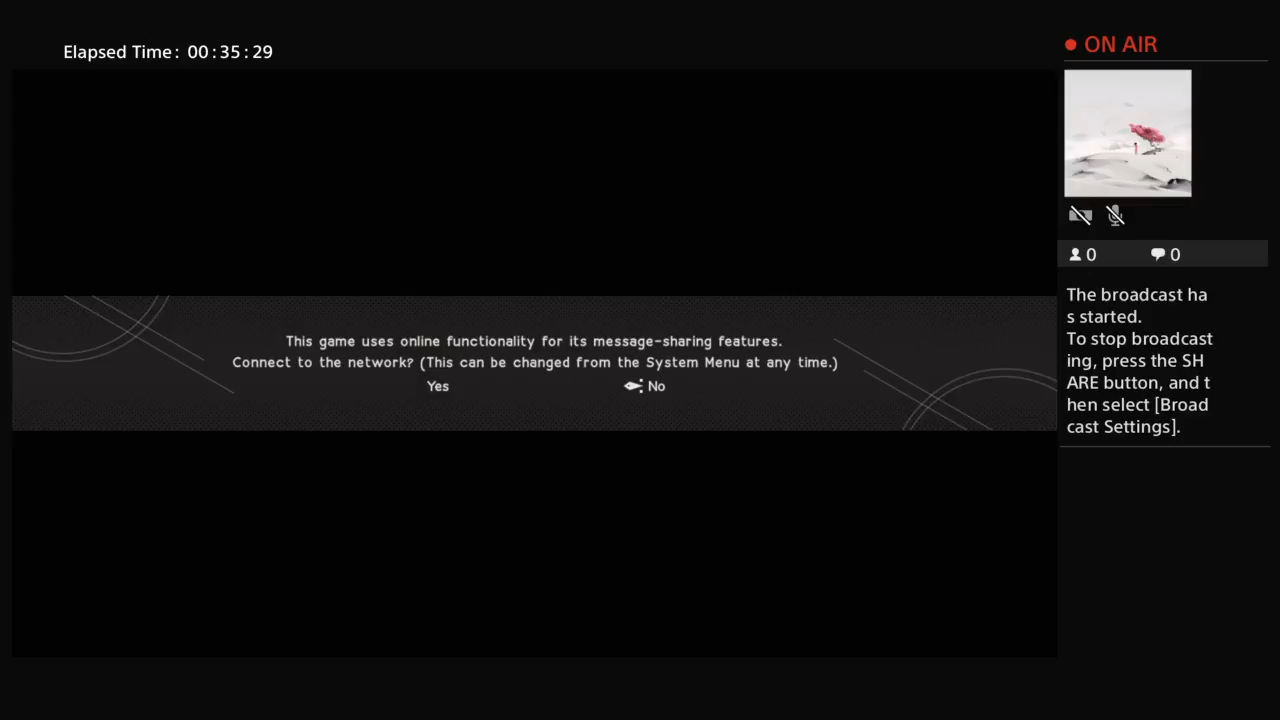 Elapsed Time: 00:35:29
ON AIR
This game uses online functionality for its message-sharing features.
Connect to the network? (This can be changed from the System Menu at any time.)
Yes No
0 0
The broadcast ha
s started.
To stop broadcast
ing, press the SH
ARE button, and t
hen select [Broad
cast Settings].